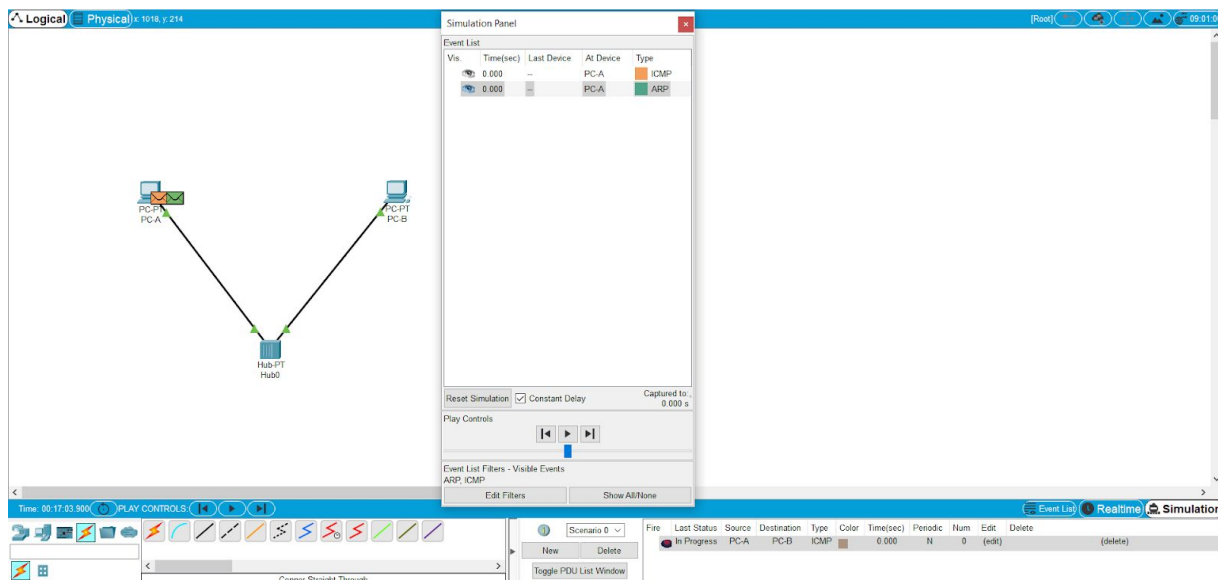 Logical
Physical
x: 1018, y: 214
[Root]
09:01:0
Simulation Panel
Event List
Vis. Time(sec) Last Device At Device Type
0.000 -- PC-A ICMP
0.000 -- PC-A ARP
PC-PT
PC-A
PC-PT
PC-B
Hub-PT
Hub0
Reset Simulation Constant Delay
Captured to:
0.000 s
Play Controls
Event List Filters - Visible Events
ARP, ICMP
Edit Filters Show All/None
Time: 00:17:03.900 PLAY CONTROLS:
Event List Realtime Simulation
Scenario 0
New Delete
Toggle PDU List Window
Fire Last Status Source Destination Type Color Time(sec) Periodic Num Edit Delete
In Progress PC-A PC-B ICMP 0.000 N 0 (edit) (delete)
Copper Straight-Through